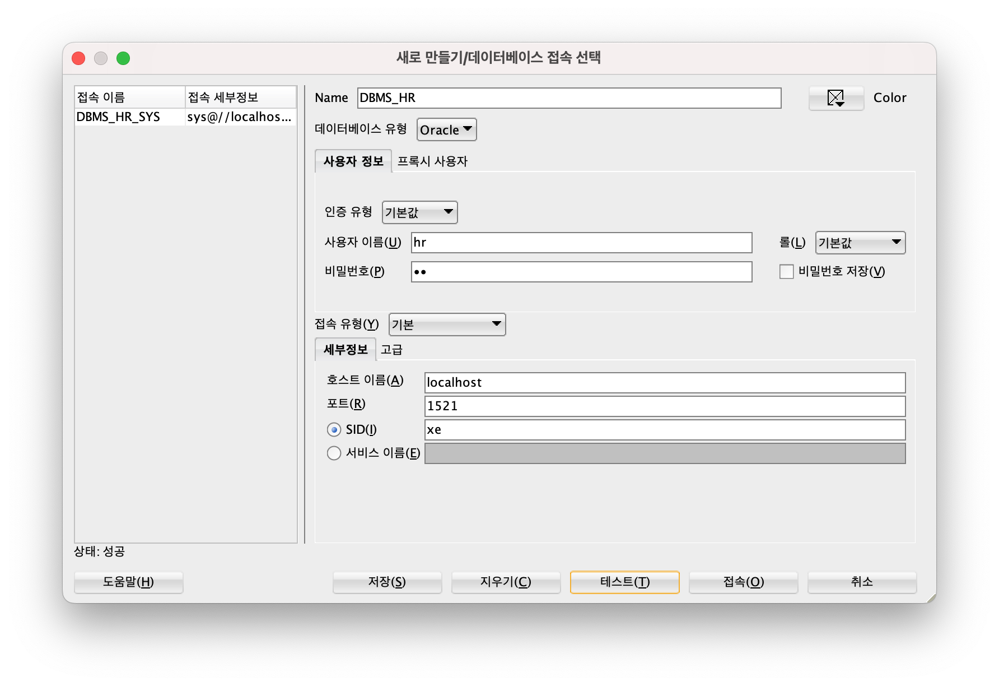 새로 만들기/데이터베이스 접속 선택
접속 이름 접속 세부정보
DBMS_HR_SYS sys@//localhos...
Name DBMS_HR Color
데이터베이스 유형 Oracle
사용자 정보 프록시 사용자
인증 유형 기본값
사용자 이름(U) hr 롤(L) 기본값
비밀번호(P) •• 비밀번호 저장(V)
접속 유형(Y) 기본
세부정보 고급
호스트 이름(A) localhost
포트(R) 1521
SID(I) xe
서비스 이름(E)
상태: 성공
도움말(H) 저장(S) 지우기(C) 테스트(T) 접속(O) 취소